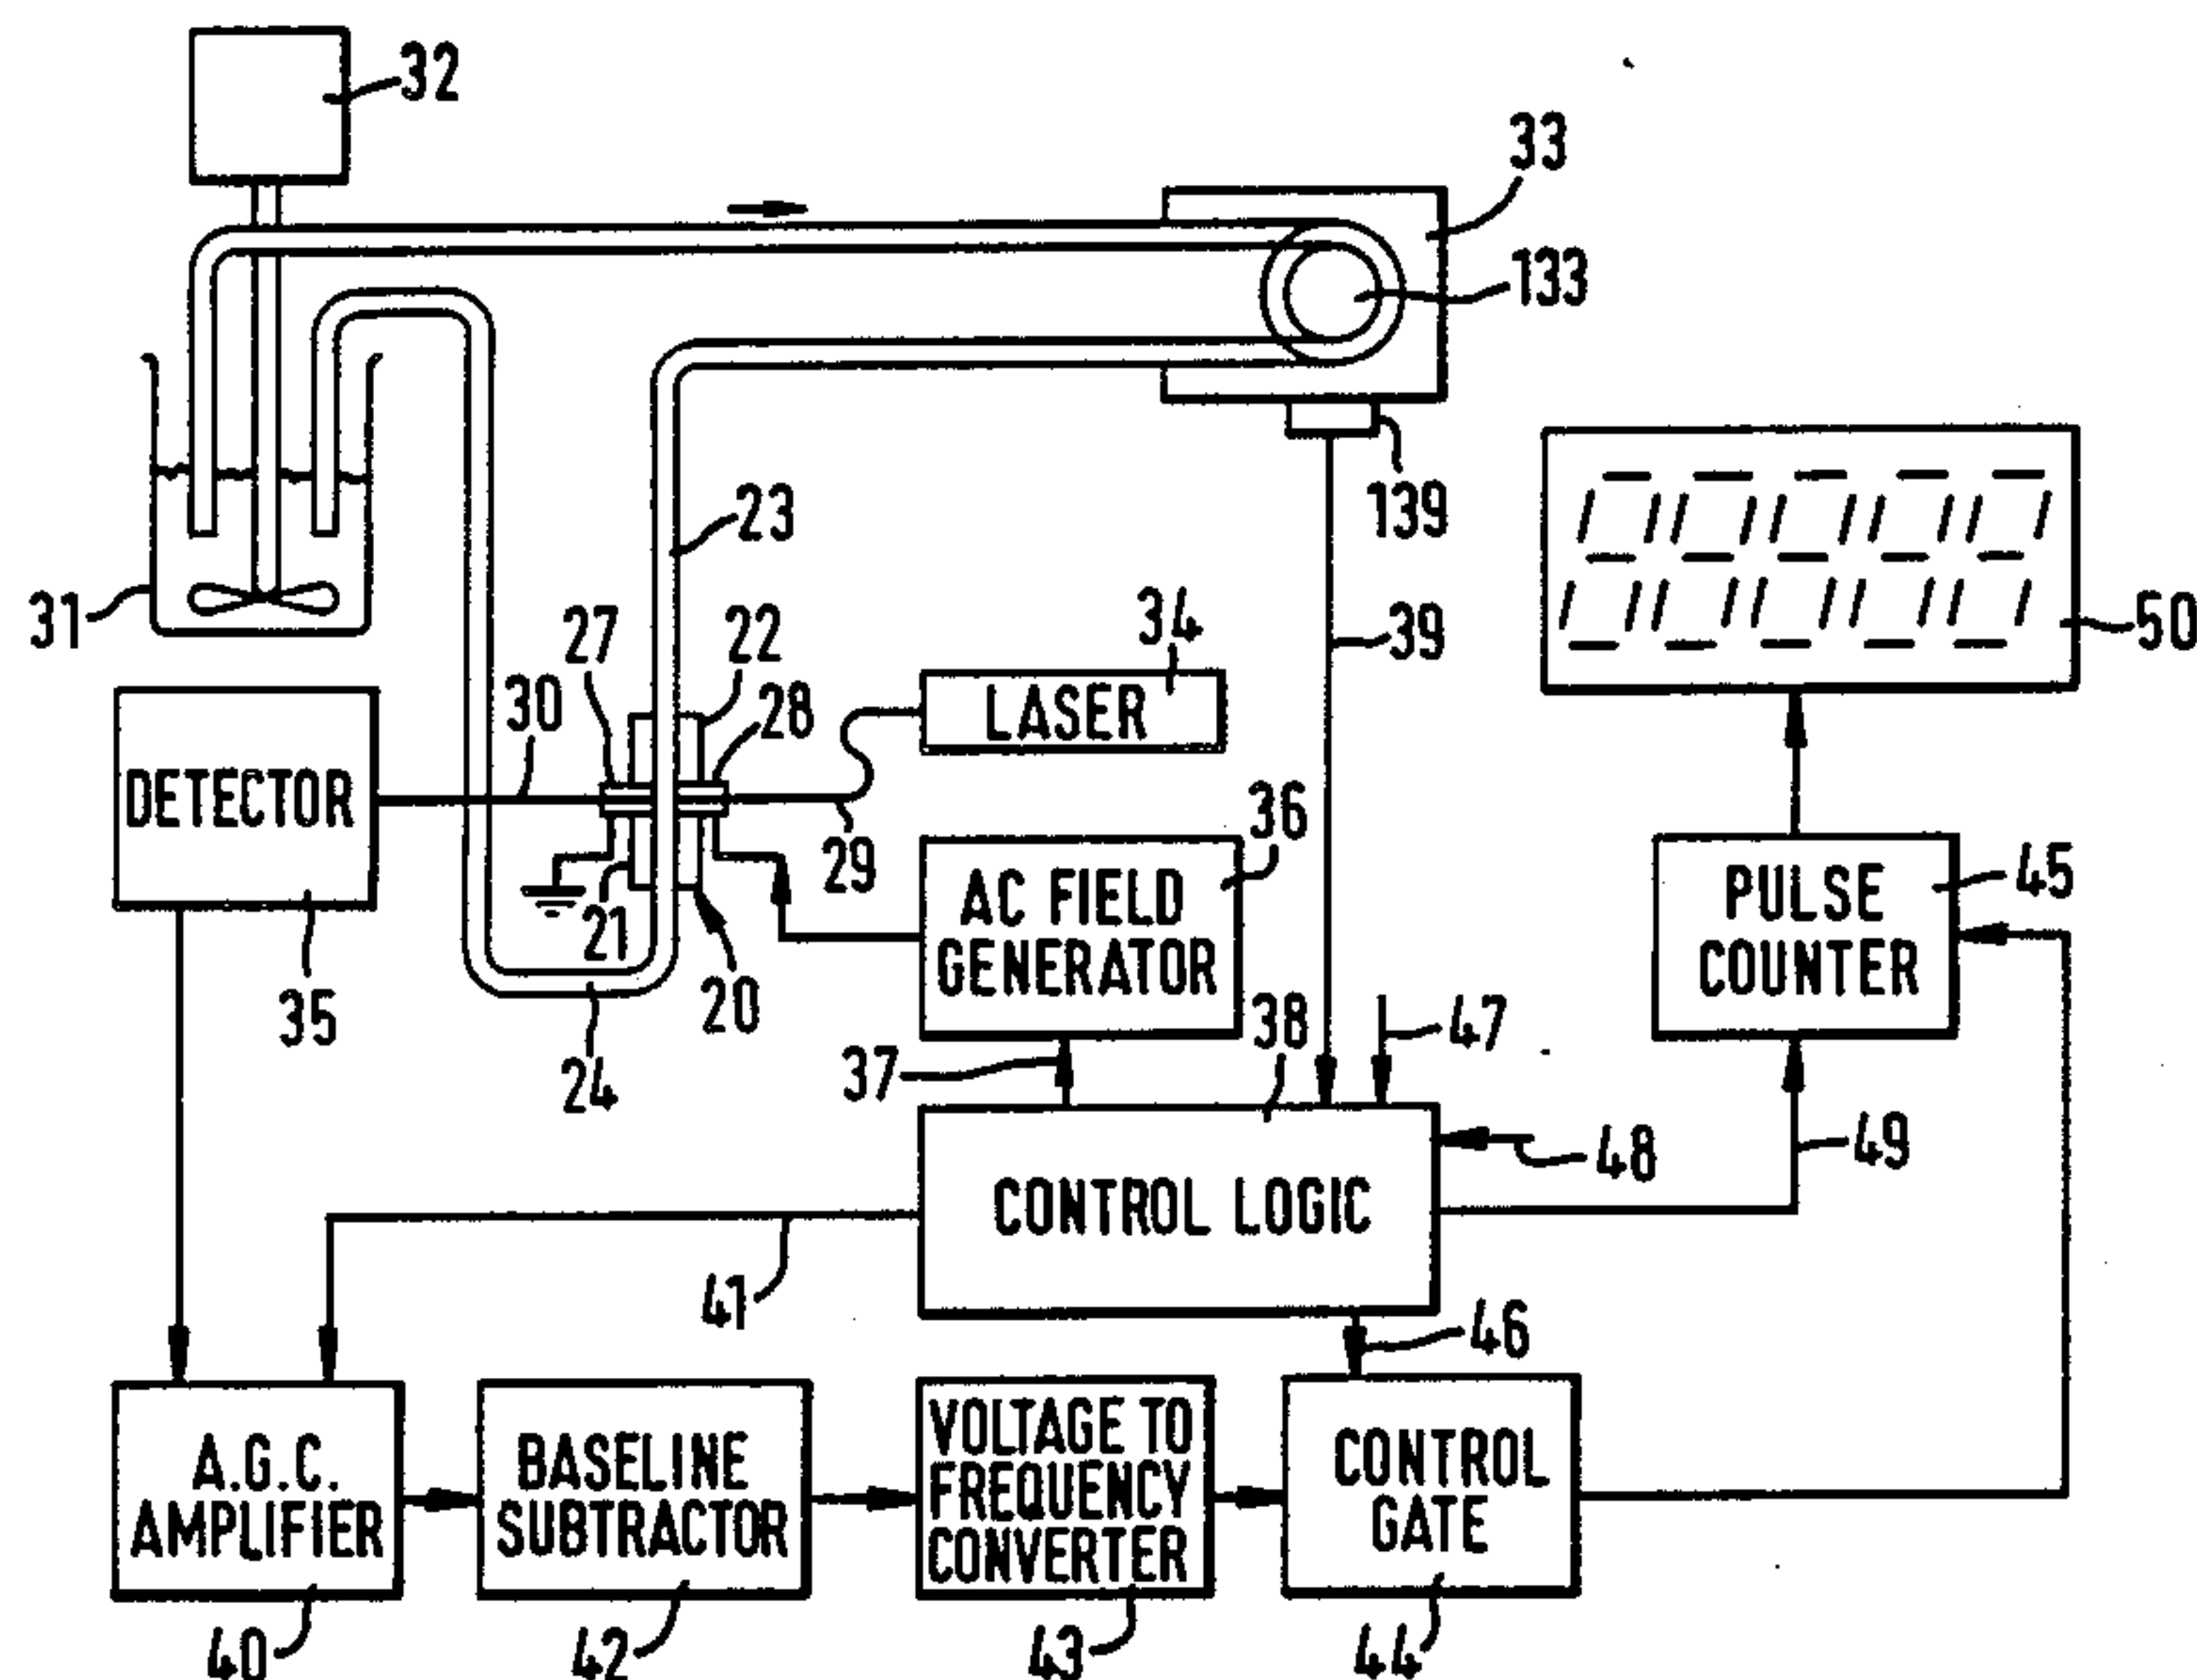 32
33
133
31
23
139
27
22
34
30
28
LASER
39
50
DETECTOR
29
36
21
20
AC FIELD
GENERATOR
PULSE
COUNTER
45
35
24
37
38
47
48
49
CONTROL LOGIC
41
46
A.G.C.
AMPLIFIER
BASELINE
SUBTRACTOR
VOLTAGE TO
FREQUENCY
CONVERTER
CONTROL
GATE
40
42
43
44